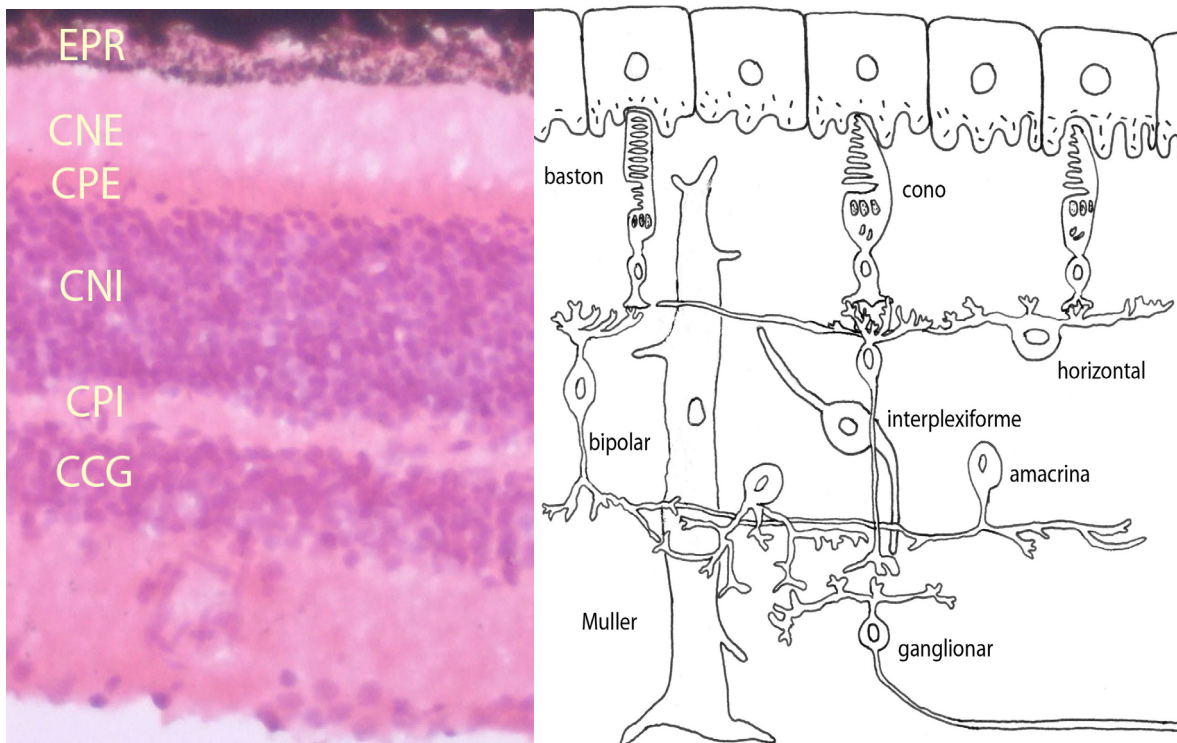 EPR
CNE
CPE
CNI
CPI
CCG
baston
cono
horizontal
interplexiforme
bipolar
amacrina
Muller
ganglionar